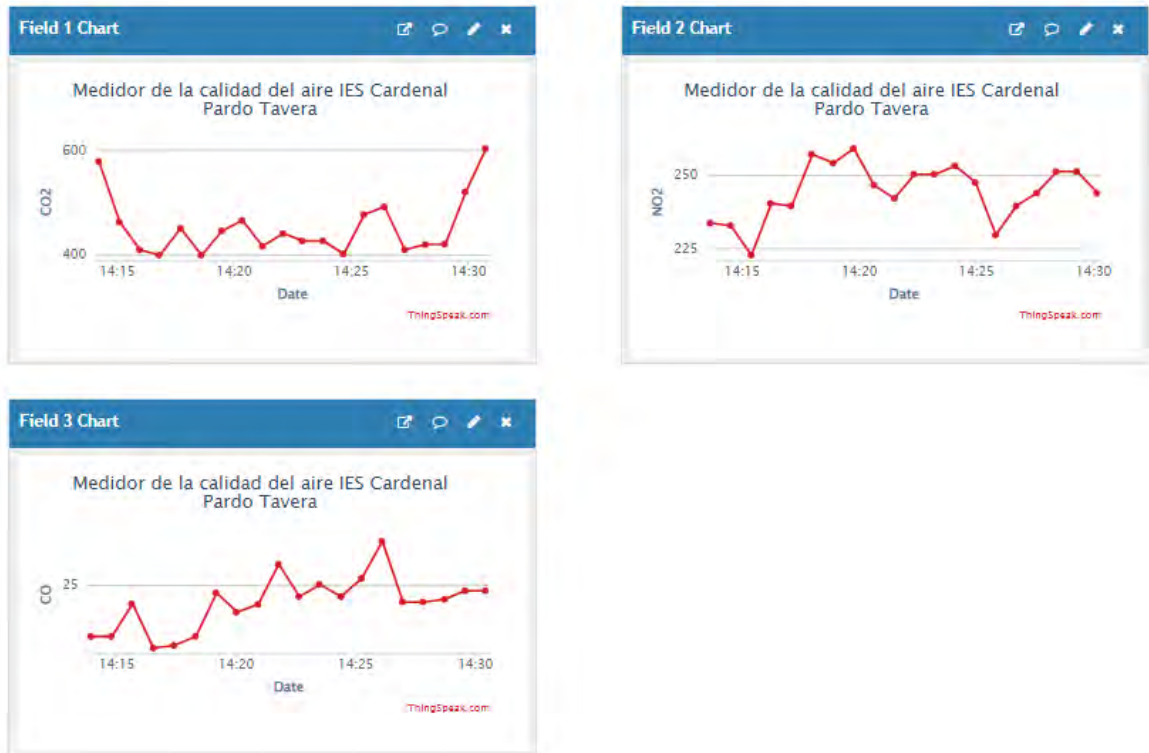 Field 1 Chart
Medidor de la calidad del aire IES Cardenal
Pardo Tavera
600
400
CO2
14:15 14:20 14:25 14:30
Date
ThingSpeak.com
Field 2 Chart
Medidor de la calidad del aire IES Cardenal
Pardo Tavera
250
225
NO2
14:15 14:20 14:25 14:30
Date
ThingSpeak.com
Field 3 Chart
Medidor de la calidad del aire IES Cardenal
Pardo Tavera
25
CO
14:15 14:20 14:25 14:30
Date
ThingSpeak.com